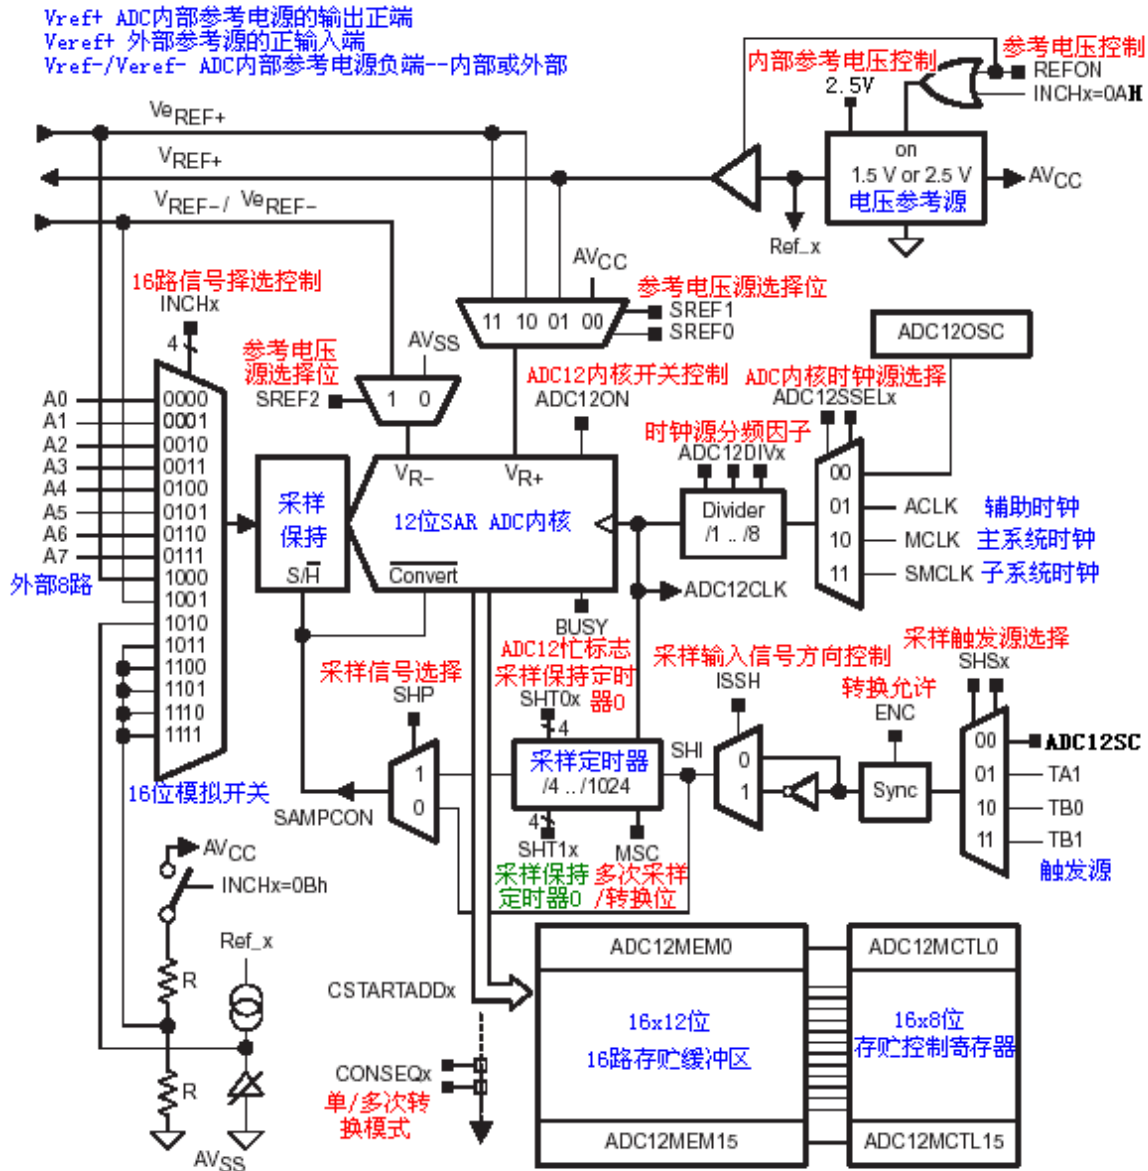 Vref+ ADC内部参考电源的输出正端
Veref+ 外部参考源的正输入端
Vref-/Veref- ADC内部参考电源负端--内部或外部
内部参考电压控制
参考电压控制
2.5V
REFON
INCHx=0AH
VeREF+
VREF+
on
1.5 V or 2.5 V
电压参考源
AVCC
VREF-/ VeREF-
Ref_x
AVCC
16路信号择选控制
INCHx
4
参考电压源选择位
11 10 01 00
SREF1
SREF0
ADC12OSC
AVSS
参考电压
源选择位
SREF2
1 0
ADC12内核开关控制
ADC12ON
ADC内核时钟源选择
ADC12SSELx
时钟源分频因子
ADC12DIVx
A0
A1
A2
A3
A4
A5
A6
A7
外部8路
0000
0001
0010
0011
0100
0101
0110
0111
1000
1001
1010
1011
1100
1101
1110
1111
16位模拟开关
采样
保持
S/H
VR-
VR+
12位SAR ADC内核
Convert
Divider
/1 .. /8
00
01
10
11
ACLK
辅助时钟
MCLK
主系统时钟
SMCLK
子系统时钟
ADC12CLK
BUSY
ADC12忙标志
采样保持定时
器0
SHT0x
4
采样信号选择
SHP
采样输入信号方向控制
ISSH
转换允许
ENC
采样触发源选择
SHSx
1
0
SAMPCON
采样定时器
/4 .. /1024
SHI
0
1
Sync
00
01
10
11
ADC12SC
TA1
TB0
TB1
触发源
4
SHT1x
采样保持
定时器0
MSC
多次采样
/转换位
AVCC
INCHx=0Bh
Ref_x
R
R
AVSS
CSTARTADDx
CONSEQx
单/多次转
换模式
ADC12MEM0
16x12位
16路存贮缓冲区
ADC12MEM15
ADC12MCTL0
16x8位
存贮控制寄存器
ADC12MCTL15